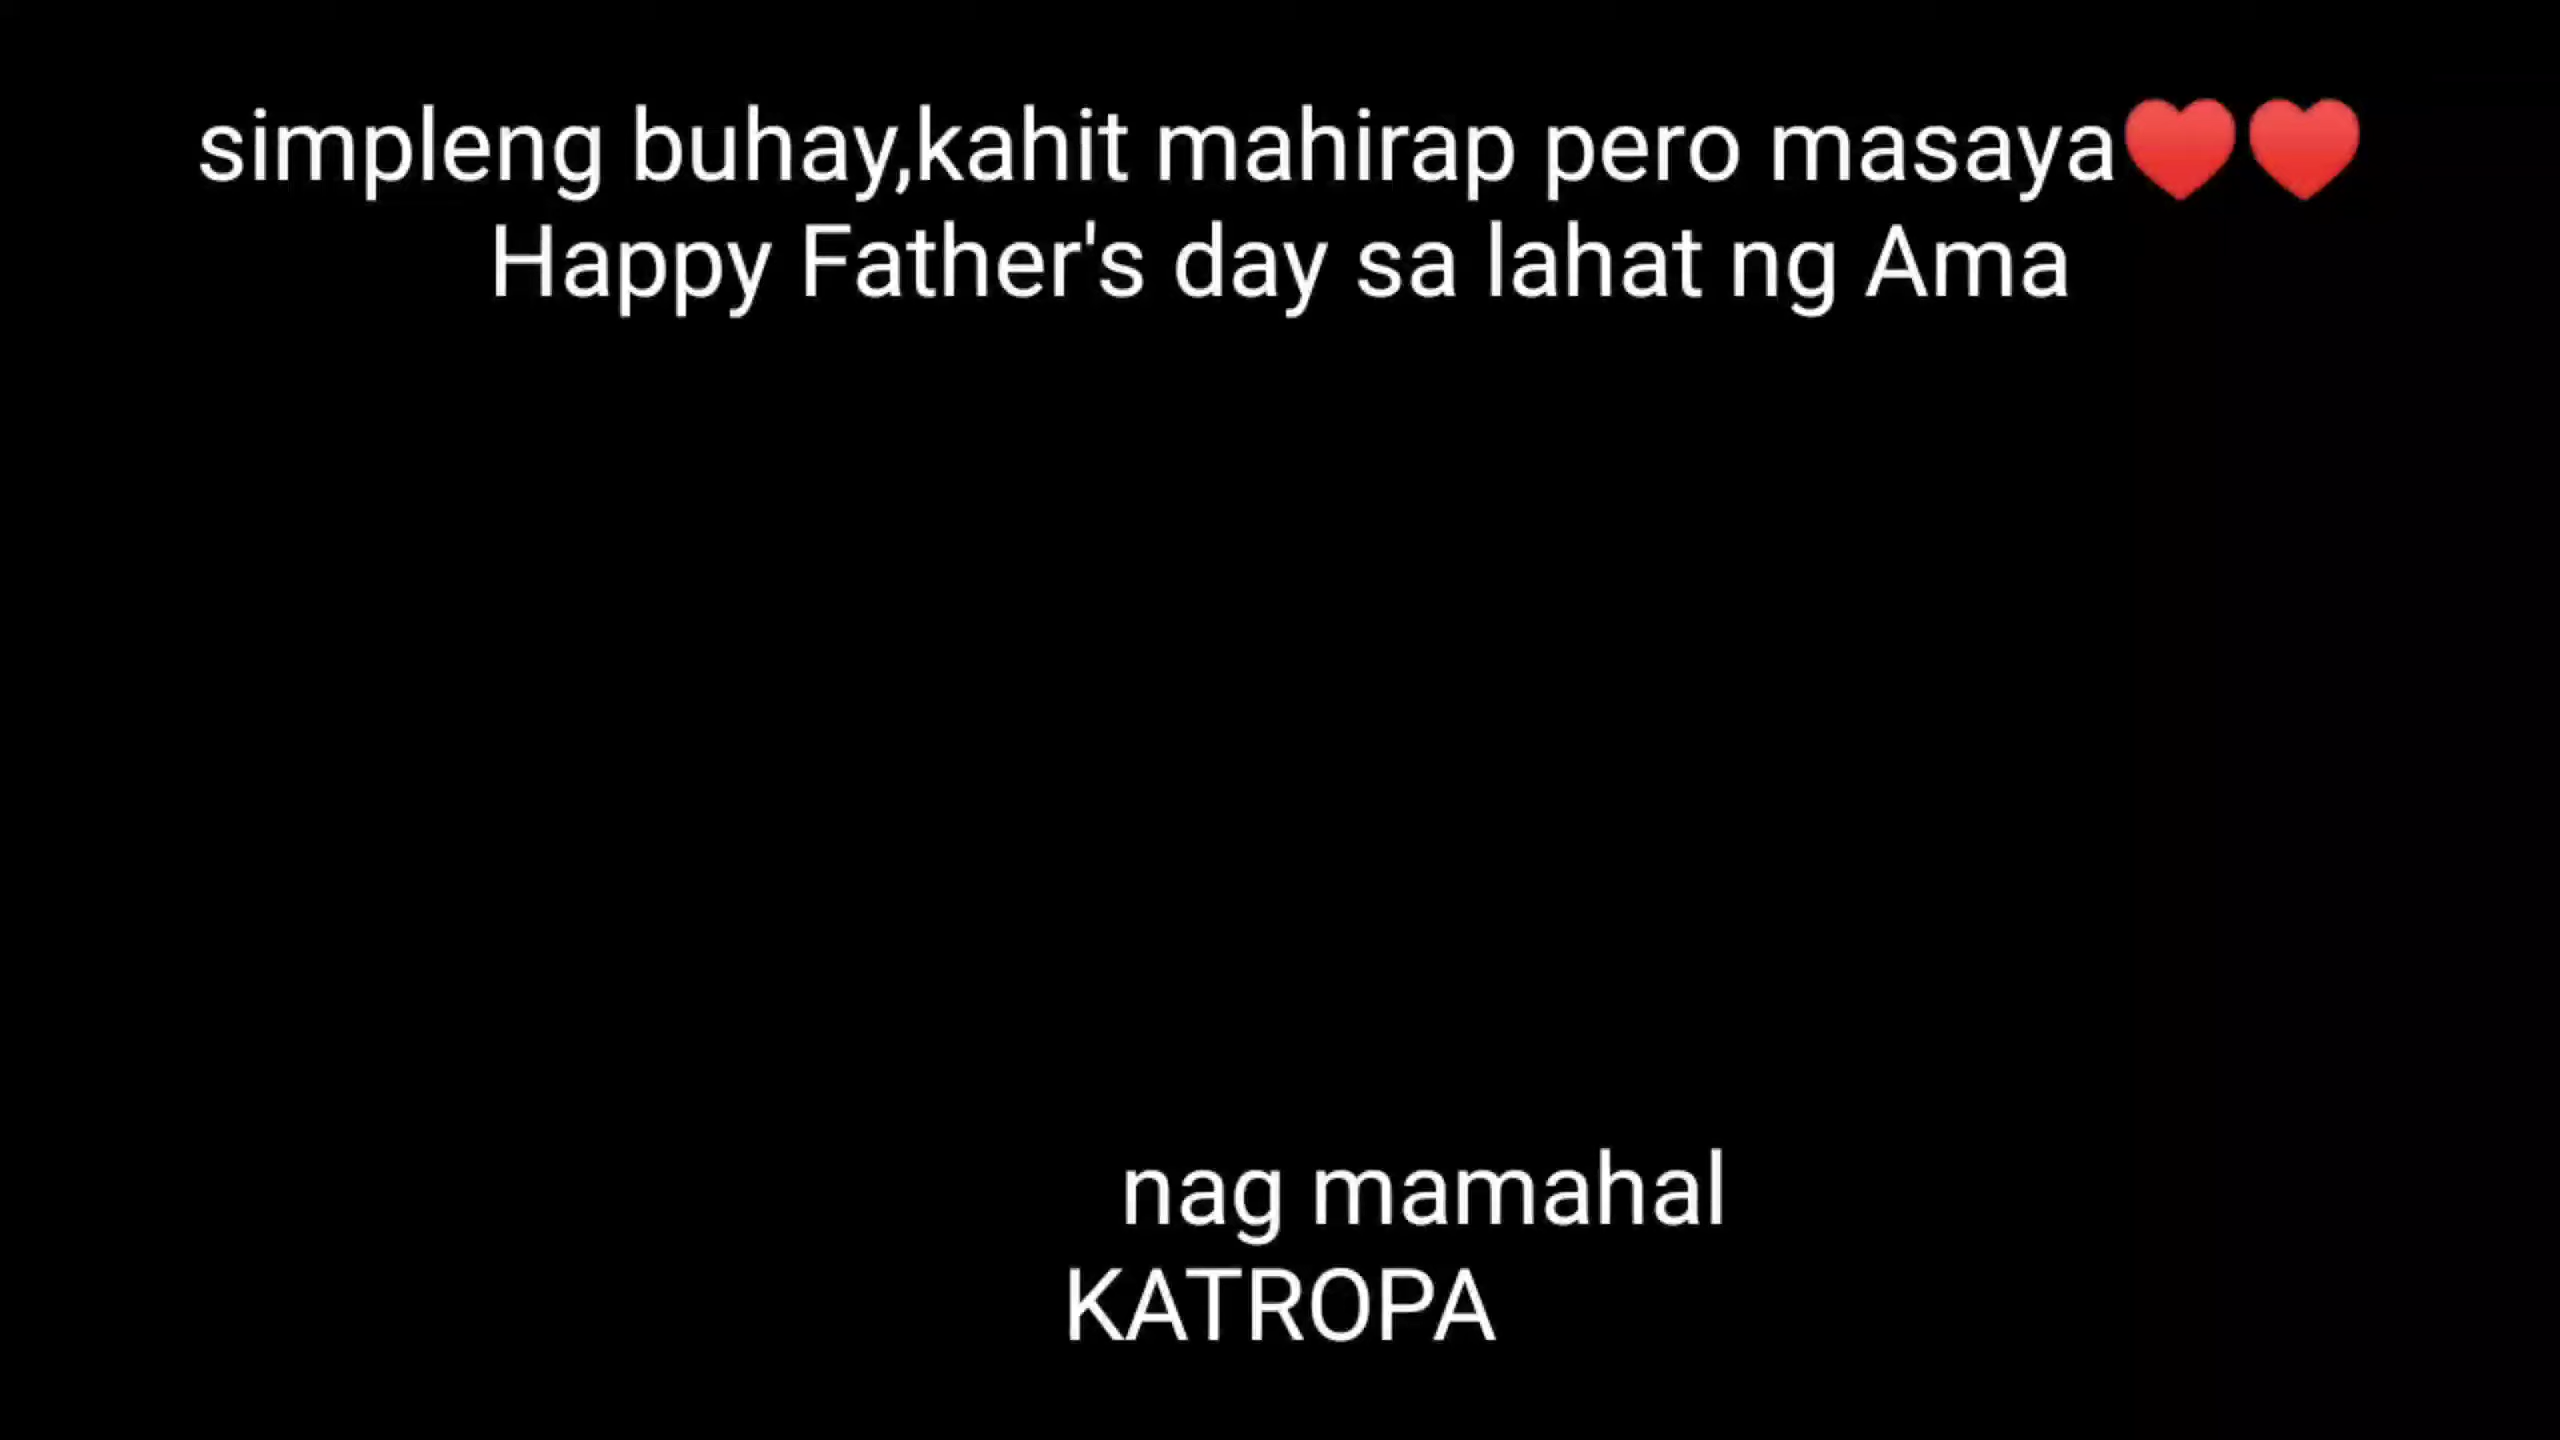 simpleng buhay,kahit mahirap pero masaya♥️♥️
Happy Father's day sa lahat ng Ama
nag mamahal
KATROPA